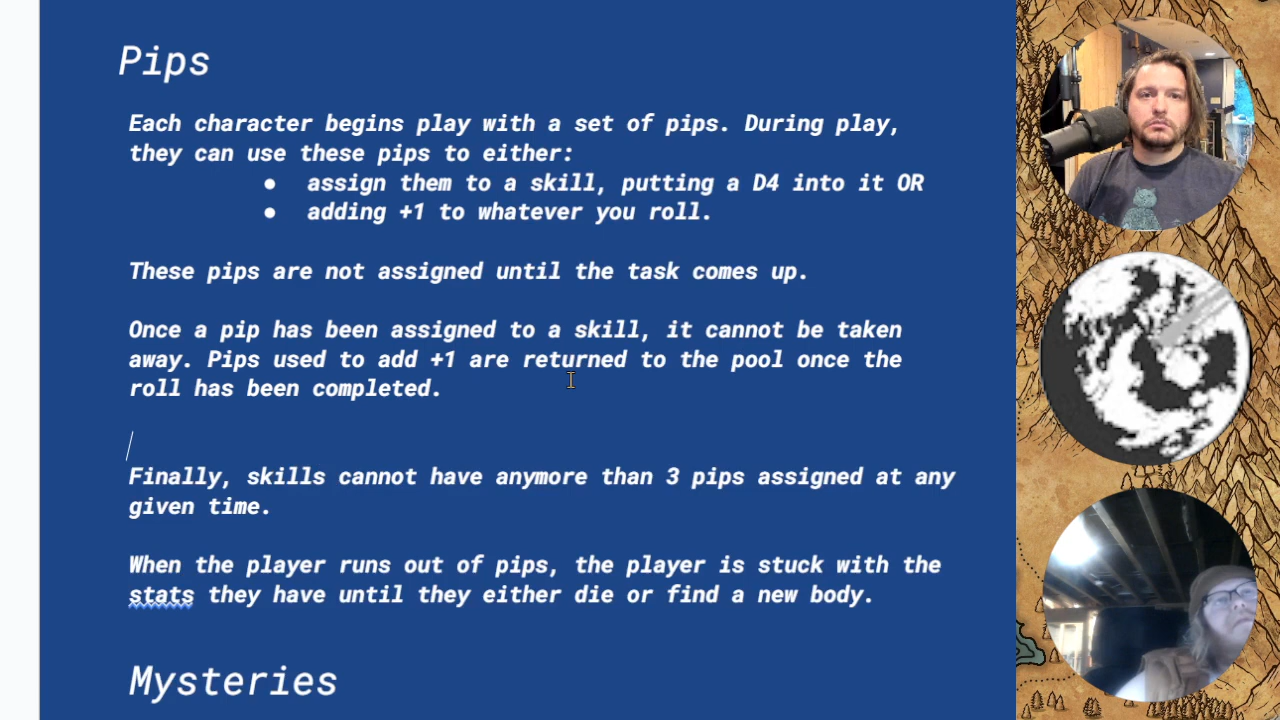 Pips
Each character begins play with a set of pips. During play,
they can use these pips to either:
● assign them to a skill, putting a D4 into it OR
● adding +1 to whatever you roll.
These pips are not assigned until the task comes up.
Once a pip has been assigned to a skill, it cannot be taken
away. Pips used to add +1 are returned to the pool once the
roll has been completed.
Finally, skills cannot have anymore than 3 pips assigned at any
given time.
When the player runs out of pips, the player is stuck with the
stats they have until they either die or find a new body.
Mysteries